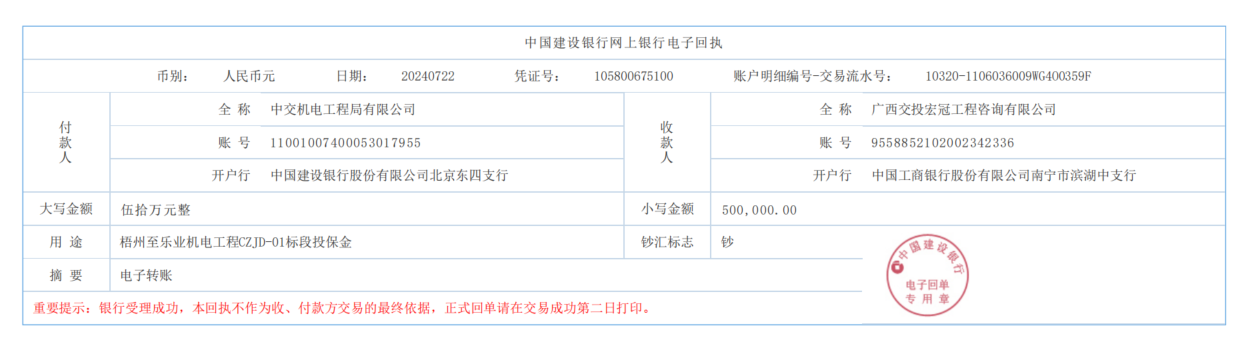 中国建设银行网上银行电子回执
币别： 人民币元 日期： 20240722 凭证号： 105800675100 账户明细编号-交易流水号： 10320-1106036009WG400359F
付款人 全 称 中交机电工程局有限公司 收款人 全 称 广西交投宏冠工程咨询有限公司
账 号 11001007400053017955 账 号 9558852102002342336
开户行 中国建设银行股份有限公司北京东四支行 开户行 中国工商银行股份有限公司南宁市滨湖中支行
大写金额 伍拾万元整 小写金额 500,000.00
用 途 梧州至乐业机电工程CZJD-01标段投保金 钞汇标志 钞
摘 要 电子转账
中国建设银行
电子回单
专用章
重要提示：银行受理成功，本回执不作为收、付款方交易的最终依据，正式回单请在交易成功第二日打印。